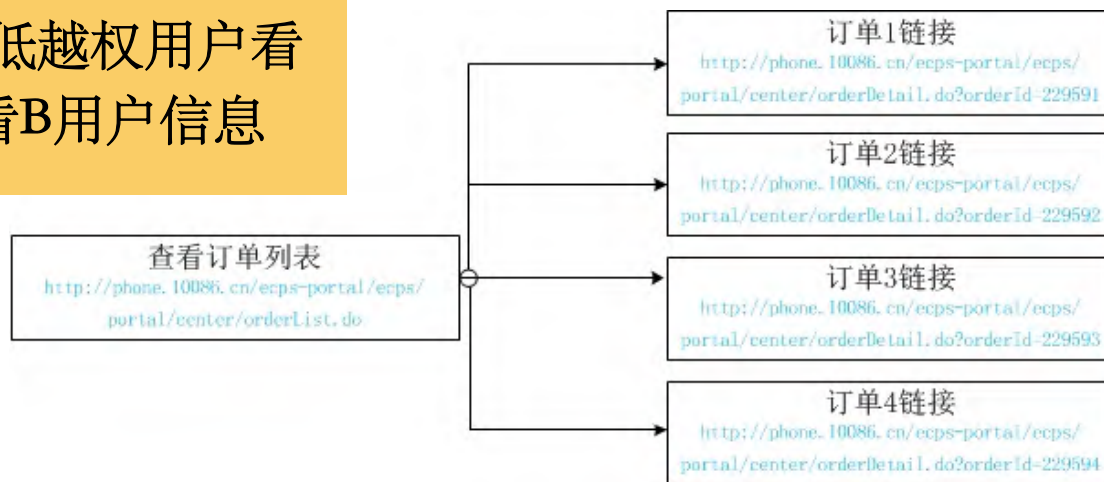 低越权用户看
看B用户信息
查看订单列表
http://phone.10086.cn/ecps-portal/ecps/
portal/center/orderList.do
订单1链接
http://phone.10086.cn/ecps-portal/ecps/
portal/center/orderDetail.do?orderId=229591
订单2链接
http://phone.10086.cn/ecps-portal/ecps/
portal/center/orderDetail.do?orderId=229592
订单3链接
http://phone.10086.cn/ecps-portal/ecps/
portal/center/orderDetail.do?orderId=229593
订单4链接
http://phone.10086.cn/ecps-portal/ecps/
portal/center/orderDetail.do?orderId=229594